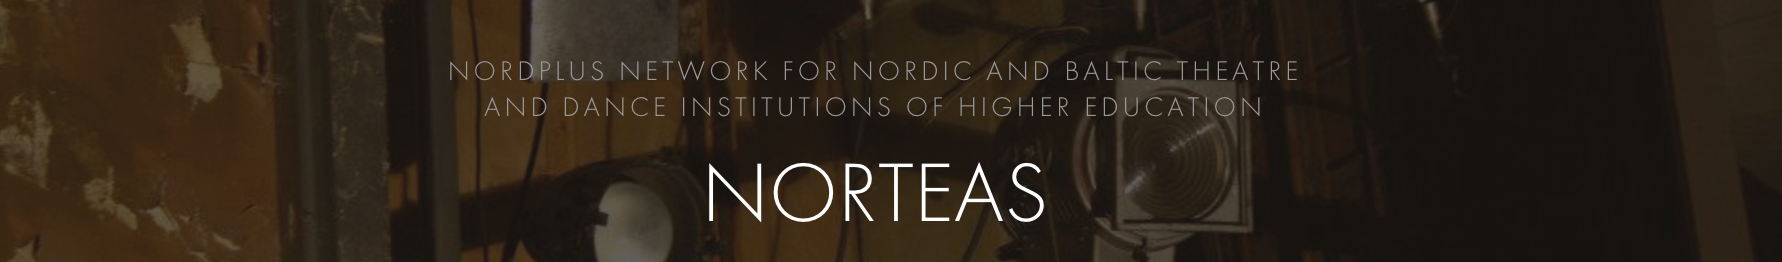 NORDPLUS NETWORK FOR NORDIC AND BALTIC THEATRE
AND DANCE INSTITUTIONS OF HIGHER EDUCATION
NORTEAS